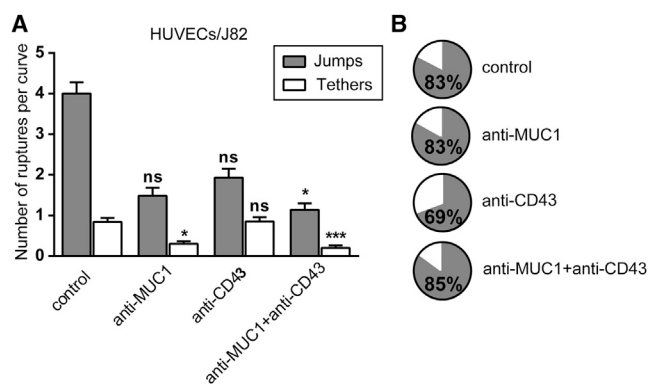 A
HUVECs/J82
Number of ruptures per curve
5
4
3
2
1
0
Jumps
Tethers
ns
*
ns
ns
*
***
control
anti-MUC1
anti-CD43
anti-MUC1+anti-CD43
B
83%
control
83%
anti-MUC1
69%
anti-CD43
85%
anti-MUC1+anti-CD43